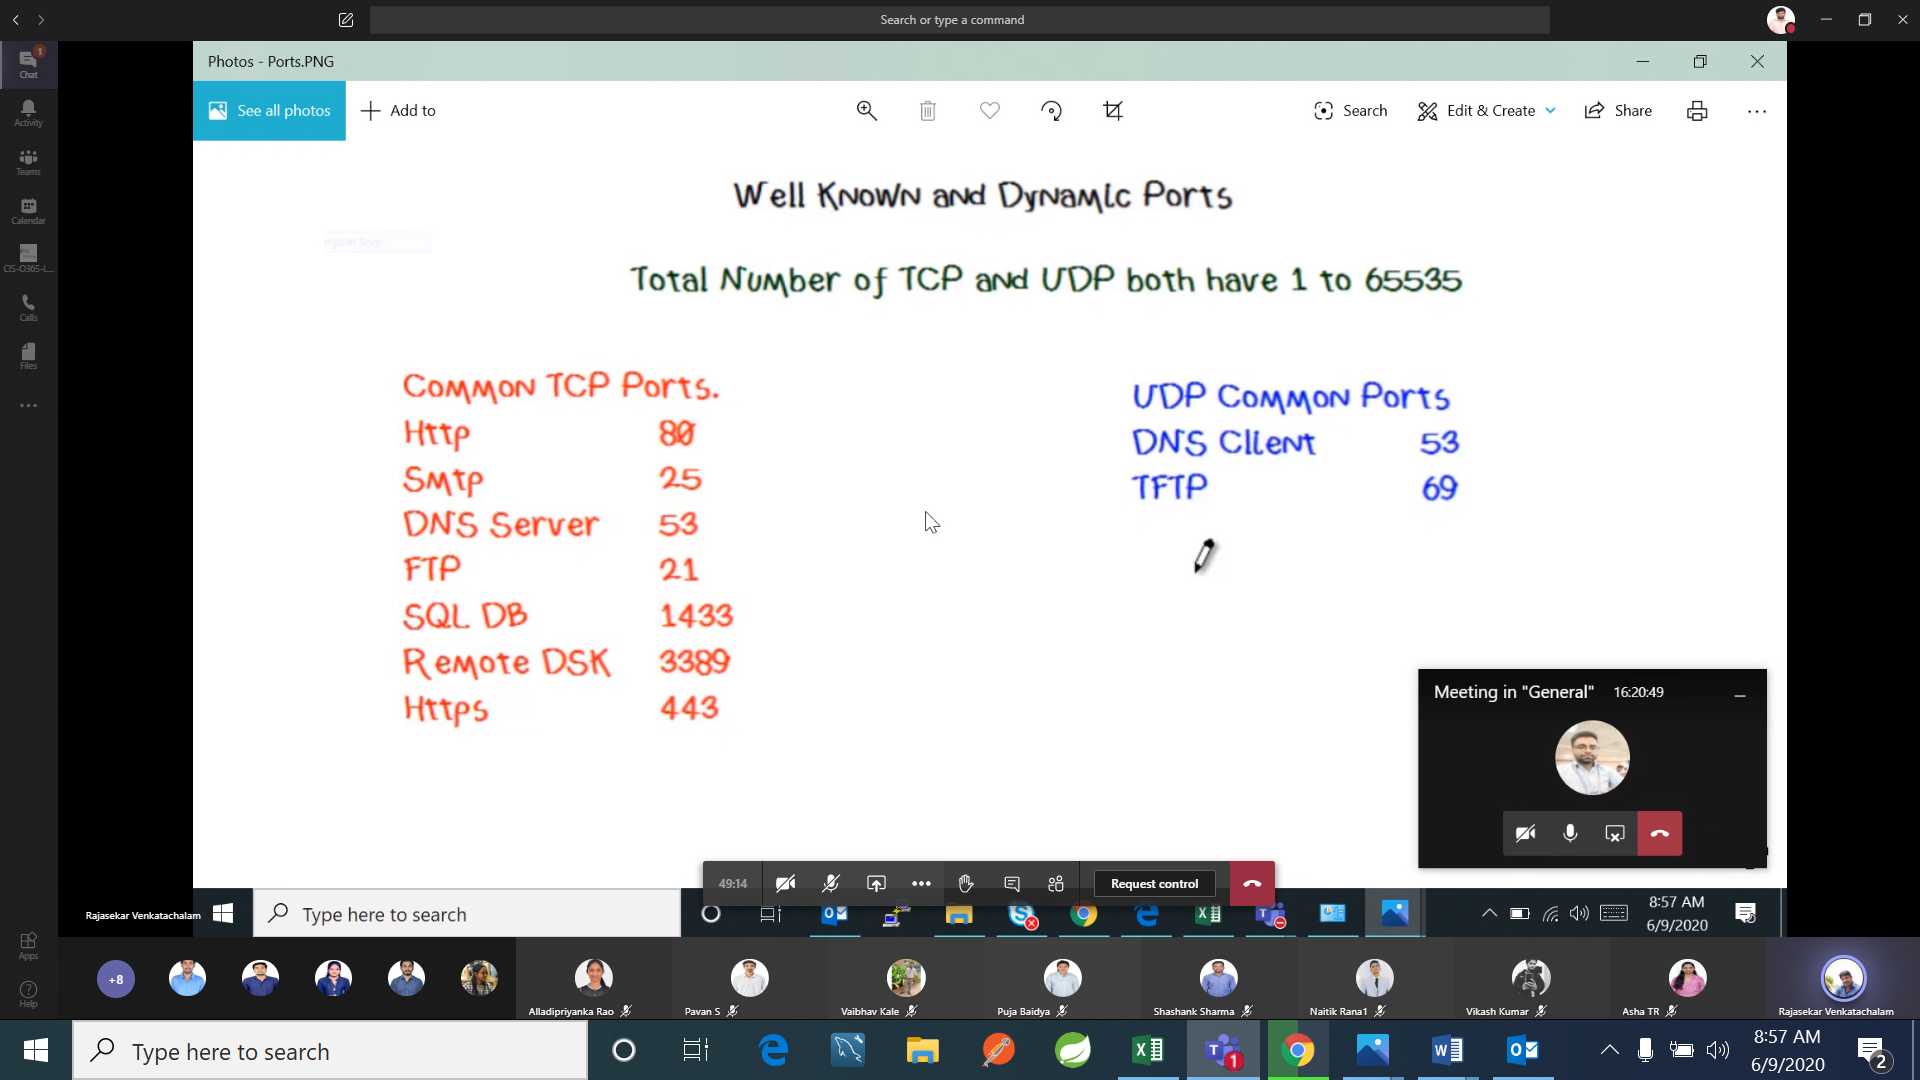 Search or type a command
1
Chat
Activity
Teams
Calendar
CIS-O365-L...
Calls
Files
Apps
Help
Photos - Ports.PNG
See all photos
Add to
Search
Edit & Create
Share
Well Known and Dynamic Ports
ngular Snip
Total Number of TCP and UDP both have 1 to 65535
Common TCP Ports.
Http 80
Smtp 25
DNS Server 53
FTP 21
SQL DB 1433
Remote DSK 3389
Https 443
UDP Common Ports
DNS Client 53
TFTP 69
Meeting in "General" 16:20:49
49:14
Request control
Rajasekar Venkatachalam
Type here to search
8:57 AM
6/9/2020
+8
Alladipriyanka Rao
Pavan S
Vaibhav Kale
Puja Baidya
Shashank Sharma
Naitik Rana1
Vikash Kumar
Asha TR
Rajasekar Venkatachalam
Type here to search
1
8:57 AM
6/9/2020
2